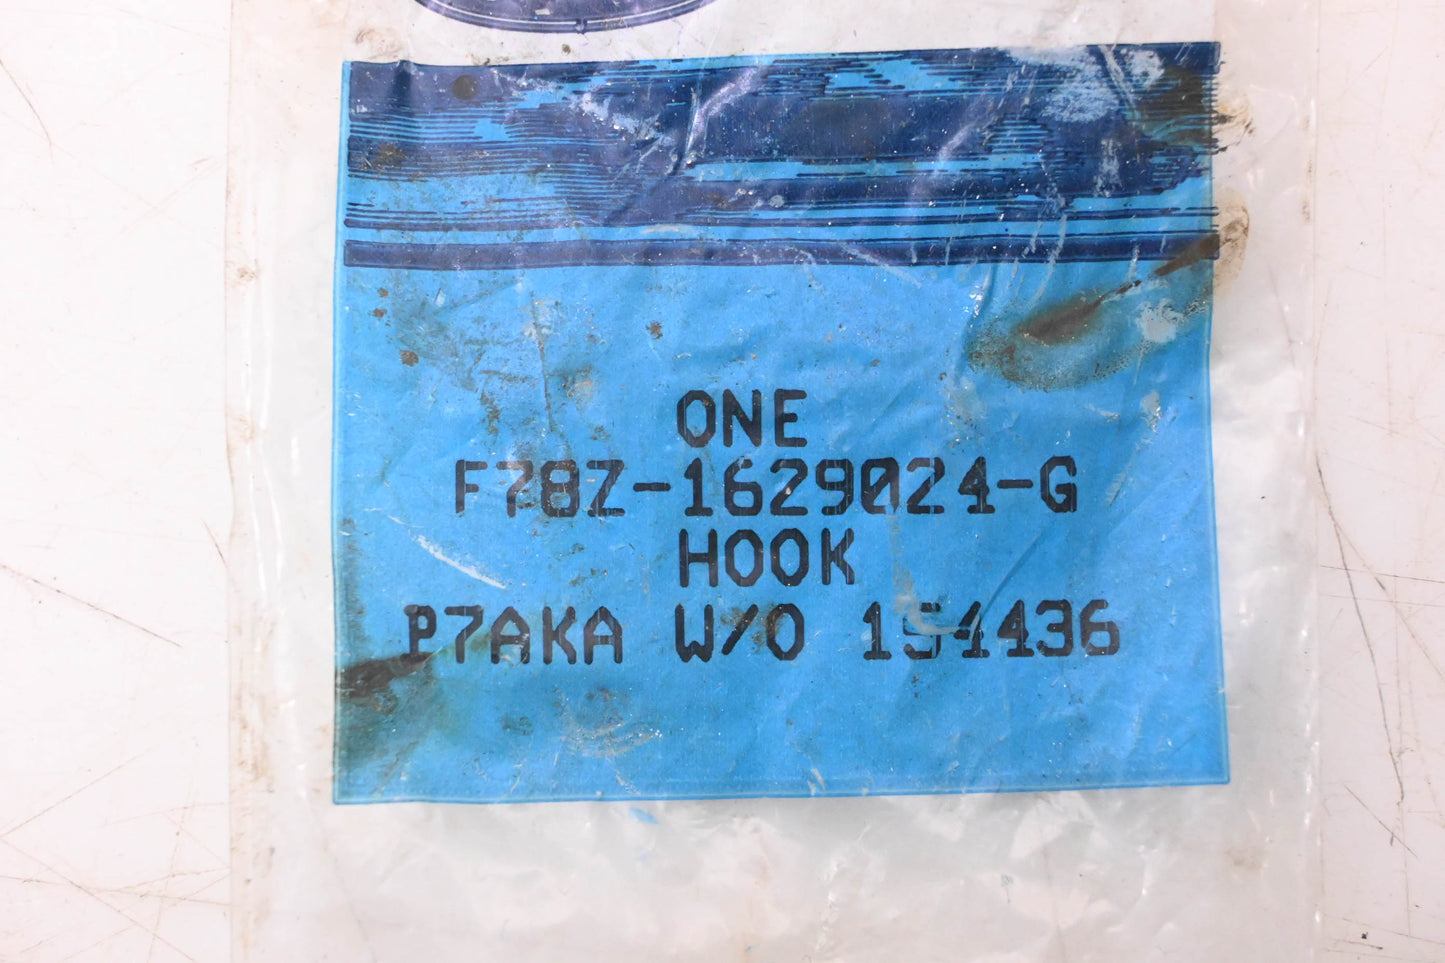 ONE
F78Z-1629024-G
HOOK
P7AKA W/O 154436